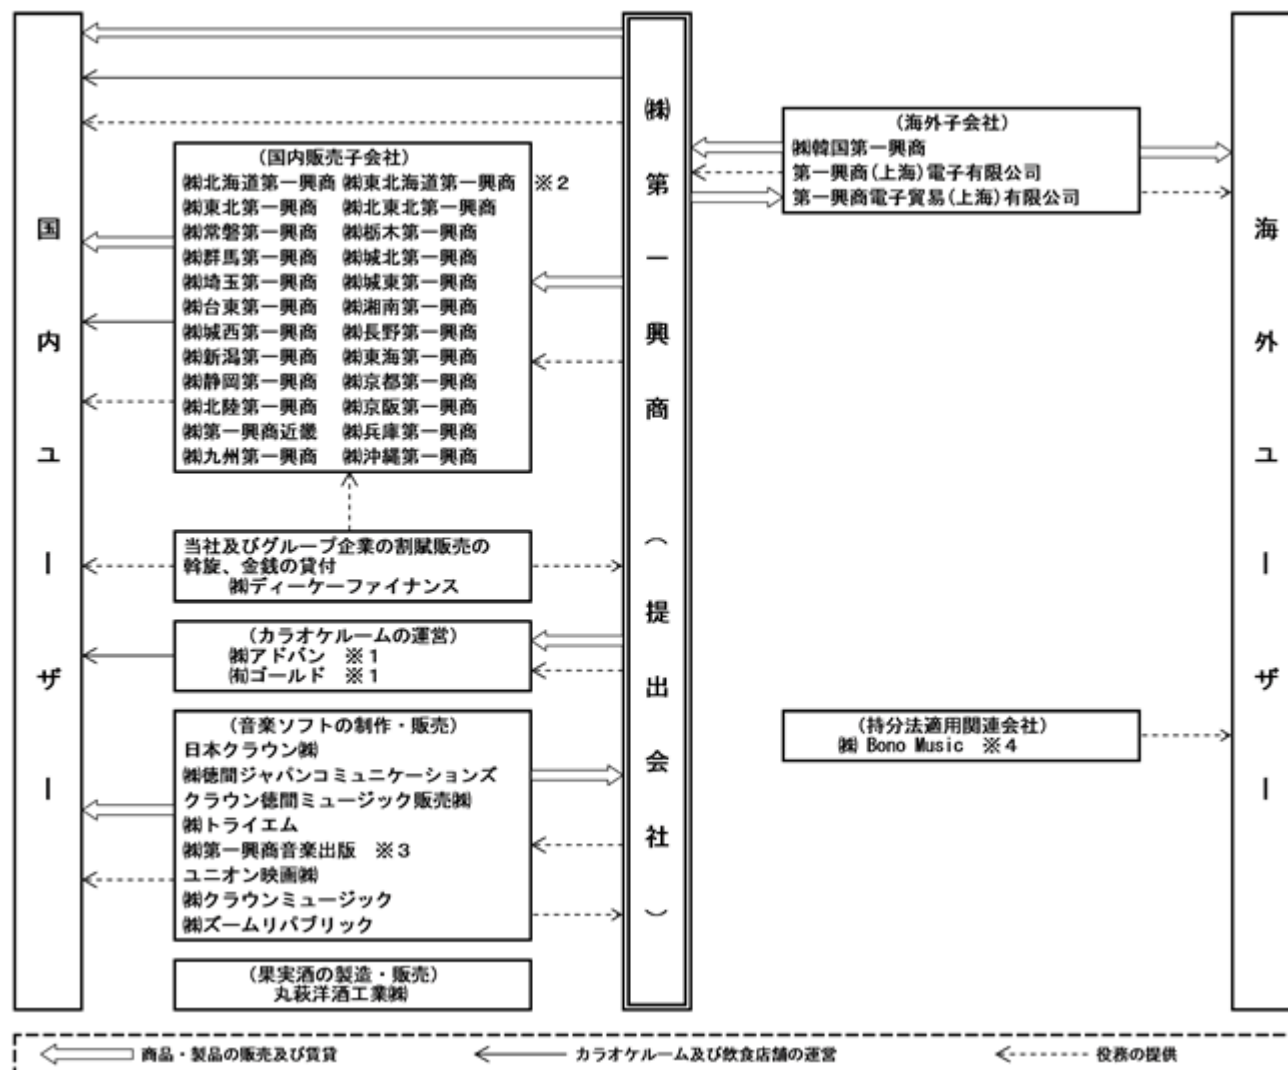 国内ユーザー
(国内販売子会社)
㈱北海道第一興商 ㈱東北海道第一興商 ※2
㈱東北第一興商 ㈱北東北第一興商
㈱常磐第一興商 ㈱栃木第一興商
㈱群馬第一興商 ㈱城北第一興商
㈱埼玉第一興商 ㈱城東第一興商
㈱台東第一興商 ㈱湘南第一興商
㈱城西第一興商 ㈱長野第一興商
㈱新潟第一興商 ㈱東海第一興商
㈱静岡第一興商 ㈱京都第一興商
㈱北陸第一興商 ㈱京阪第一興商
㈱第一興商近畿 ㈱兵庫第一興商
㈱九州第一興商 ㈱沖縄第一興商
当社及びグループ企業の割賦販売の
斡旋、金銭の貸付
㈱ディーケーファイナンス
(カラオケルームの運営)
㈱アドバン ※1
㈲ゴールド ※1
(音楽ソフトの制作・販売)
日本クラウン㈱
㈱徳間ジャパンコミュニケーションズ
クラウン徳間ミュージック販売㈱
㈱トライエム
㈱第一興商音楽出版 ※3
ユニオン映画㈱
㈱クラウンミュージック
㈱ズームリパブリック
(果実酒の製造・販売)
丸萩洋酒工業㈱
㈱第一興商(提出会社)
(海外子会社)
㈱韓国第一興商
第一興商(上海)電子有限公司
第一興商電子貿易(上海)有限公司
(持分法適用関連会社)
㈱ Bono Music ※4
海外ユーザー
商品・製品の販売及び賃貸
カラオケルーム及び飲食店舗の運営
役務の提供